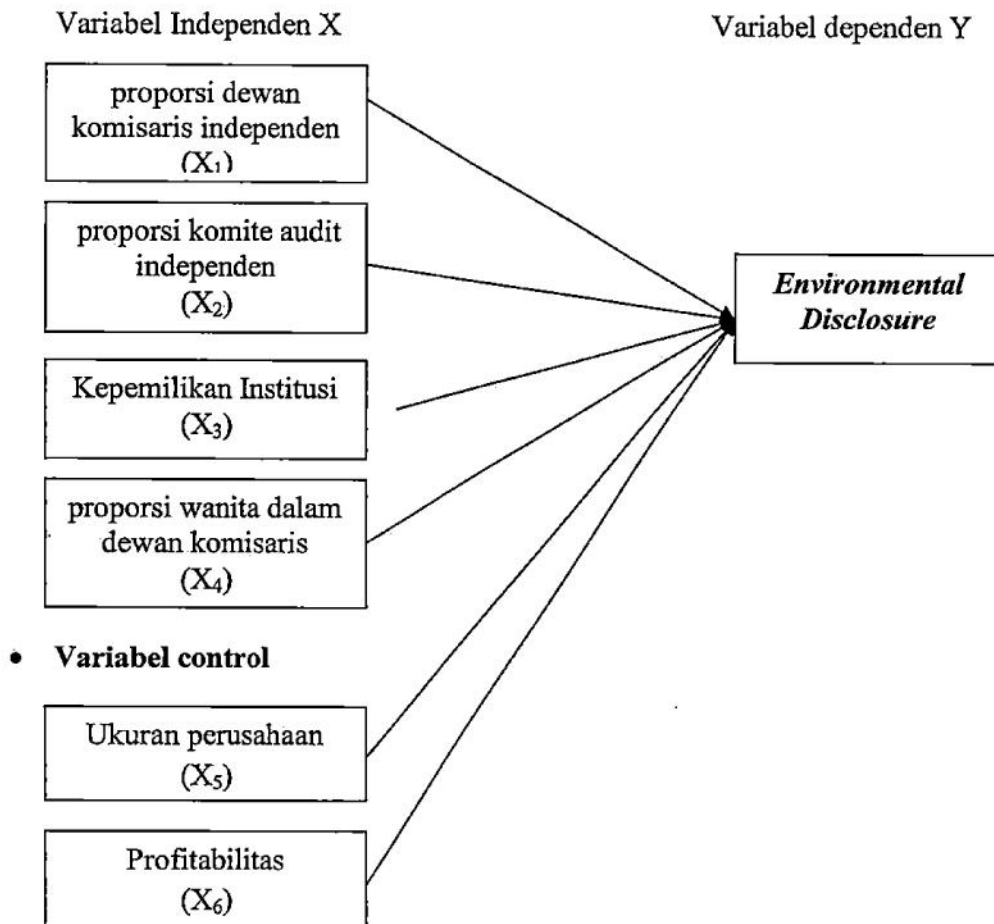 Variabel Independen X
Variabel dependen Y
proporsi dewan
komisaris independen
(X₁)
proporsi komite audit
independen
(X₂)
Environmental
Disclosure
Kepemilikan Institusi
(X₃)
proporsi wanita dalam
dewan komisaris
(X₄)
• Variabel control
Ukuran perusahaan
(X₅)
Profitabilitas
(X₆)